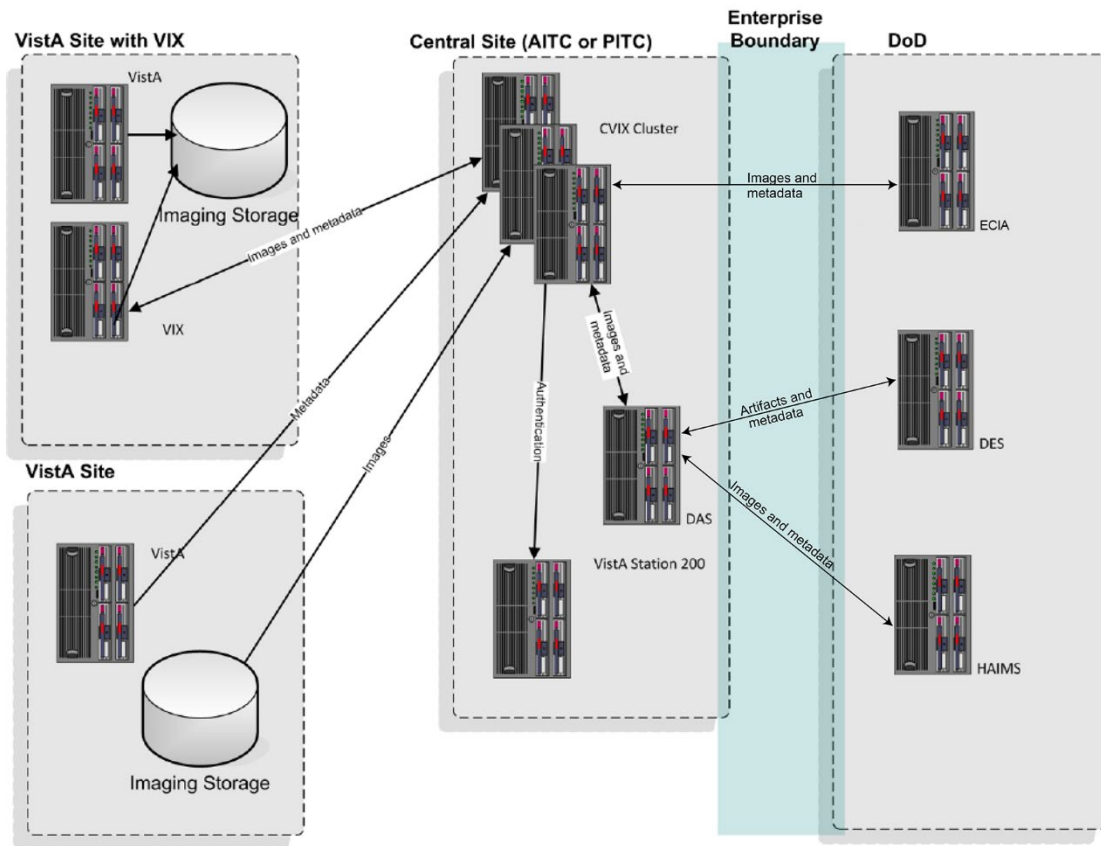 VistA Site with VIX
VistA
Imaging Storage
VIX
Images and metadata
VistA Site
VistA
Imaging Storage
Metadata
Images
Central Site (AITC or PITC)
CVIX Cluster
Authentication
Images and
metadata
DAS
VistA Station 200
Enterprise
Boundary
Images and
metadata
Artifacts and
metadata
Images and metadata
DoD
ECIA
DES
HAIMS